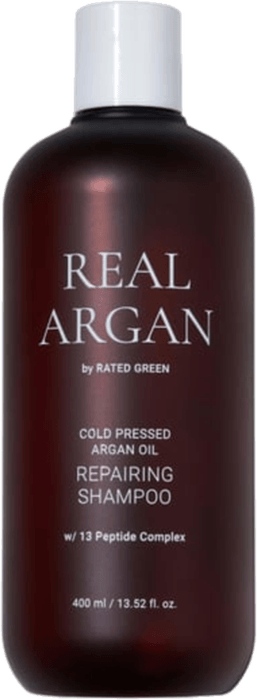 REAL
ARGAN
by RATED GREEN
COLD PRESSED
ARGAN OIL
REPAIRING
SHAMPOO
w/ 13 Peptide Complex
400 ml / 13.52 fl. oz.